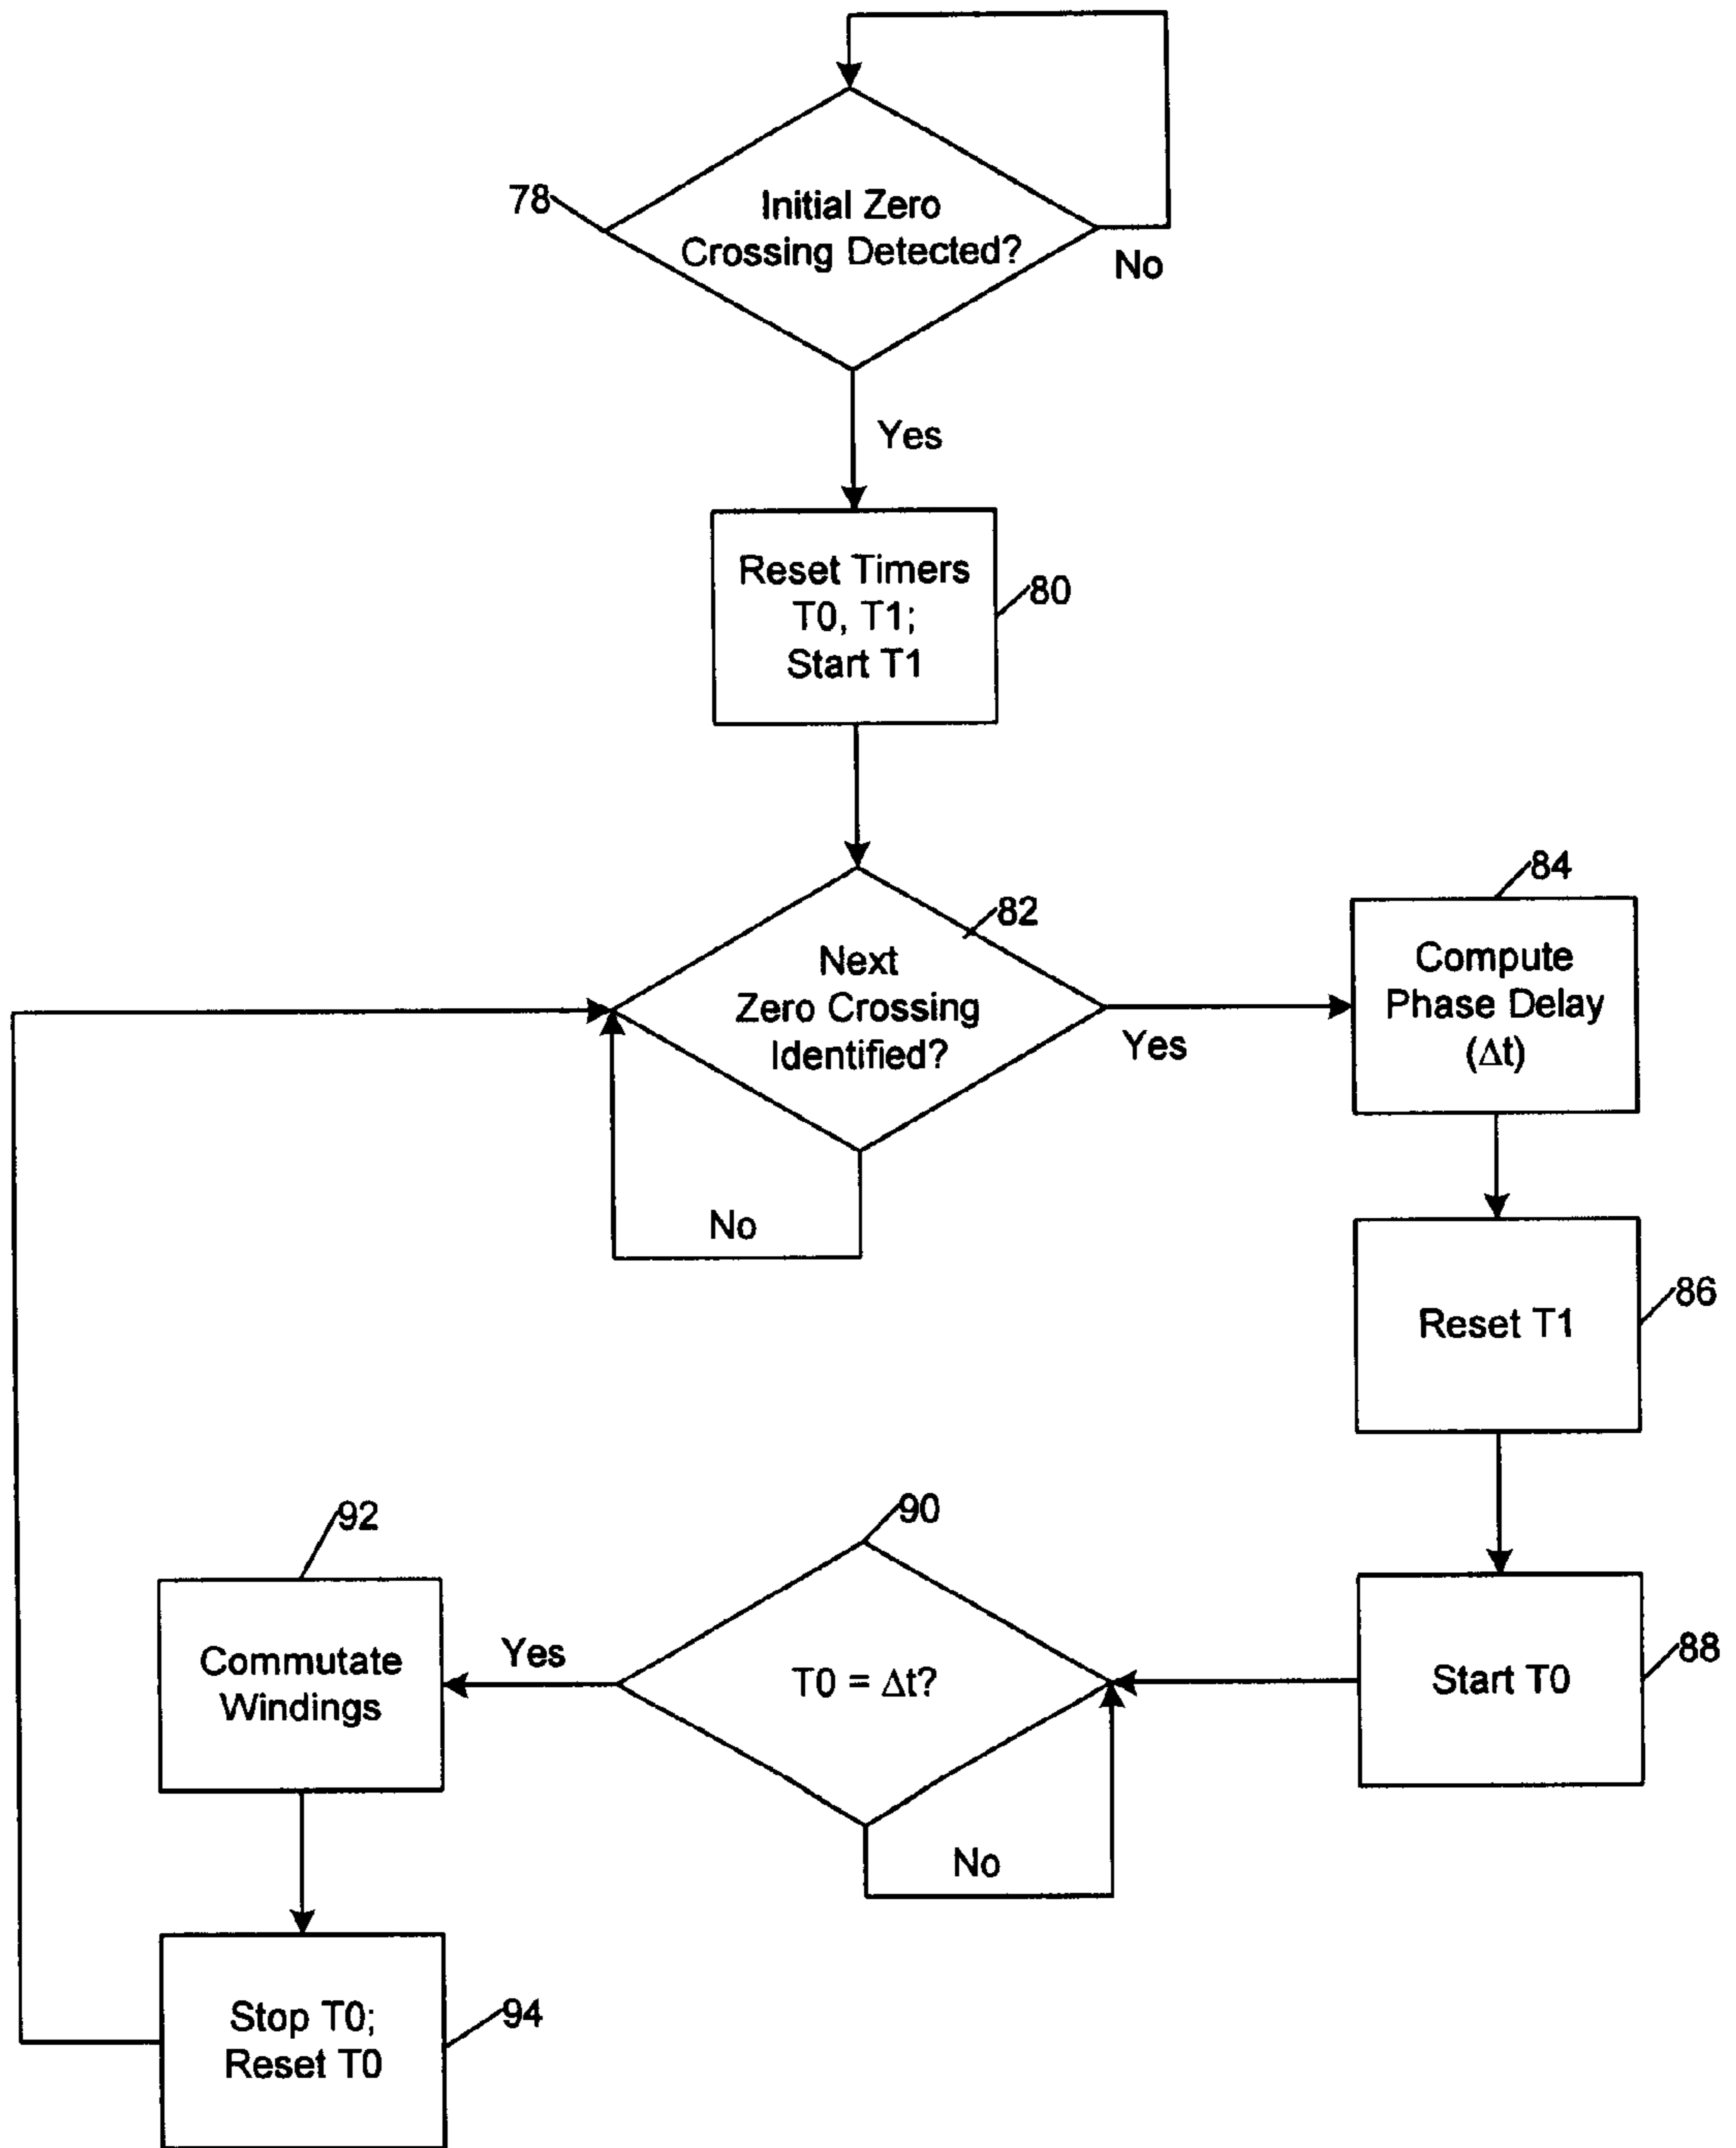 78
Initial Zero
Crossing Detected?
No
Yes
Reset Timers
T0, T1;
Start T1
80
82
Next
Zero Crossing
Identified?
Yes
No
84
Compute
Phase Delay
(Δt)
86
Reset T1
88
Start T0
90
T0 = Δt?
No
Yes
92
Commutate
Windings
94
Stop T0;
Reset T0